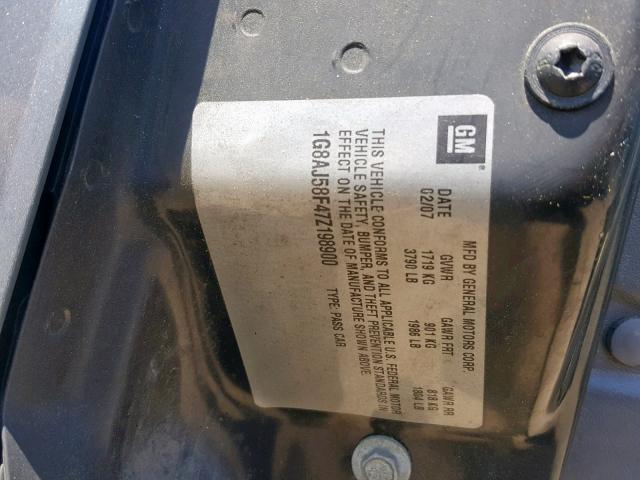 GM
MFD BY GENERAL MOTORS CORP.
DATE GVWR GAWR FRT GAWR RR
02/07 1719 KG 901 KG 818 KG
3790 LB 1986 LB 1804 LB
THIS VEHICLE CONFORMS TO ALL APPLICABLE U.S. FEDERAL MOTOR
VEHICLE SAFETY, BUMPER, AND THEFT PREVENTION STANDARDS IN
EFFECT ON THE DATE OF MANUFACTURE SHOWN ABOVE.
1G8AJ58F47Z198900 TYPE: PASS CAR